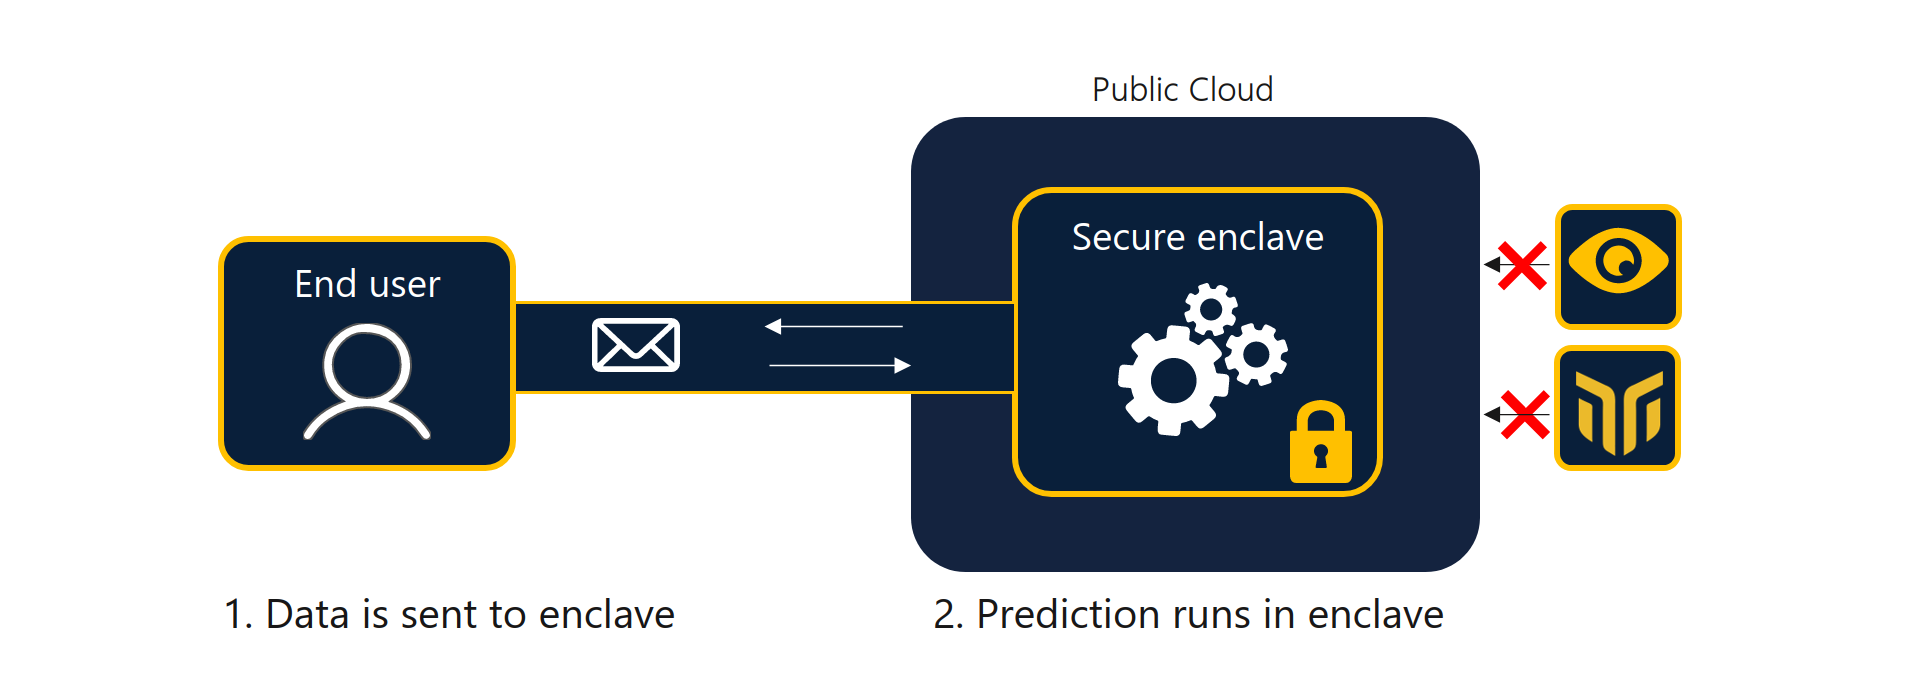 Public Cloud
Secure enclave
End user
1. Data is sent to enclave
2. Prediction runs in enclave